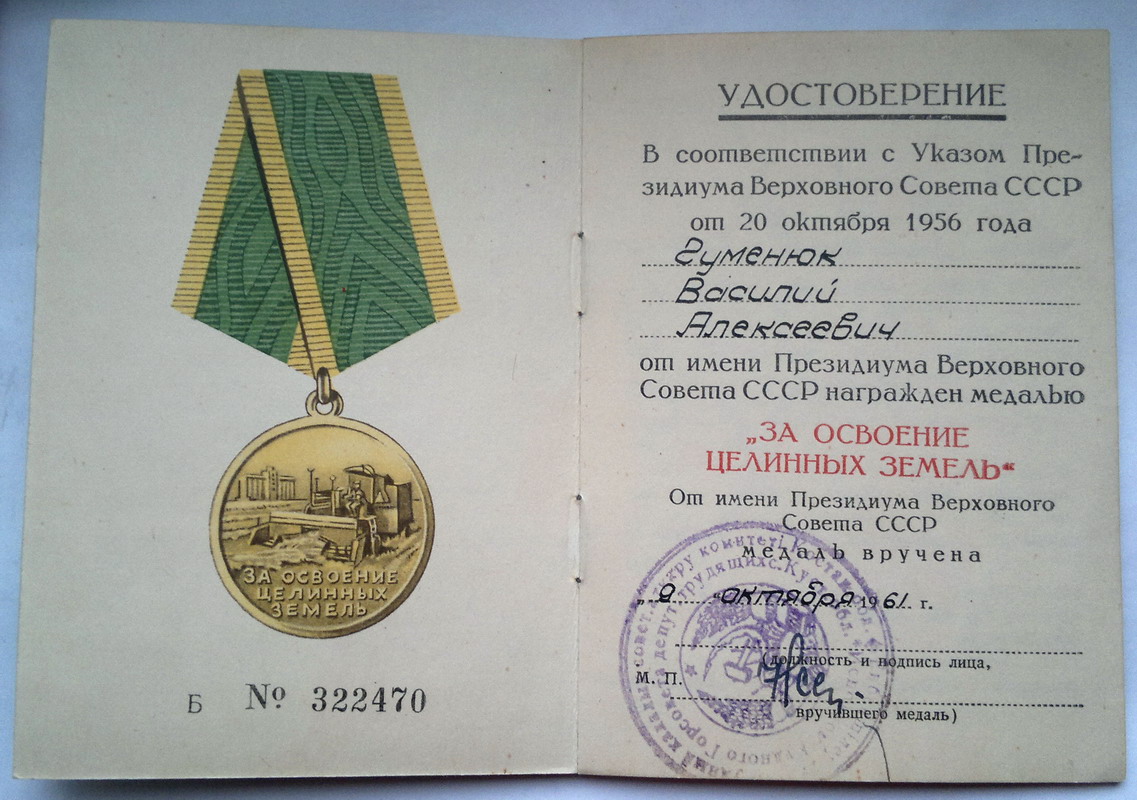 ЗА ОСВОЕНИЕ
ЦЕЛИННЫХ
ЗЕМЕЛЬ
Б № 322470
УДОСТОВЕРЕНИЕ
В соответствии с Указом Пре-
зидиума Верховного Совета СССР
от 20 октября 1956 года
Гуменюк
Василий
Алексеевич
от имени Президиума Верховного
Совета СССР награжден медалью
„ЗА ОСВОЕНИЕ
ЦЕЛИННЫХ ЗЕМЕЛЬ“
От имени Президиума Верховного
Совета СССР
медаль вручена
„9 “ октября 1961 г.
(должность и подпись лица,
М. П.
вручившего медаль)